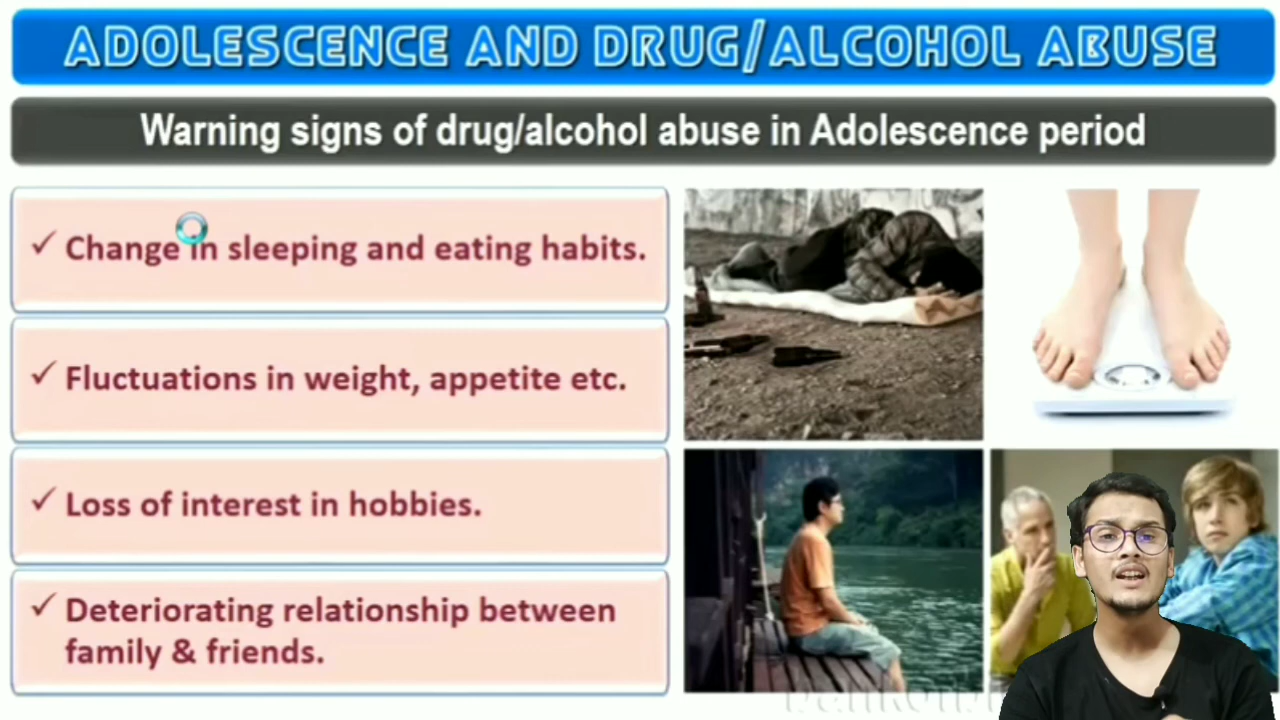 ADOLESCENCE AND DRUG/ALCOHOL ABUSE
Warning signs of drug/alcohol abuse in Adolescence period
✓ Change in sleeping and eating habits.
✓ Fluctuations in weight, appetite etc.
✓ Loss of interest in hobbies.
✓ Deteriorating relationship between
family & friends.